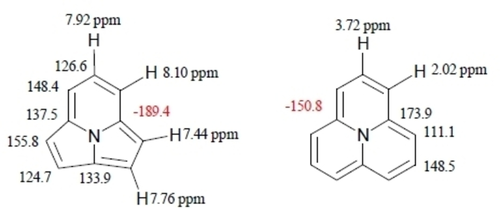 7.92 ppm
H
126.6
H 8.10 ppm
148.4
137.5
-189.4
N
H 7.44 ppm
155.8
124.7
133.9
H 7.76 ppm
3.72 ppm
H
H 2.02 ppm
-150.8
173.9
N
111.1
148.5